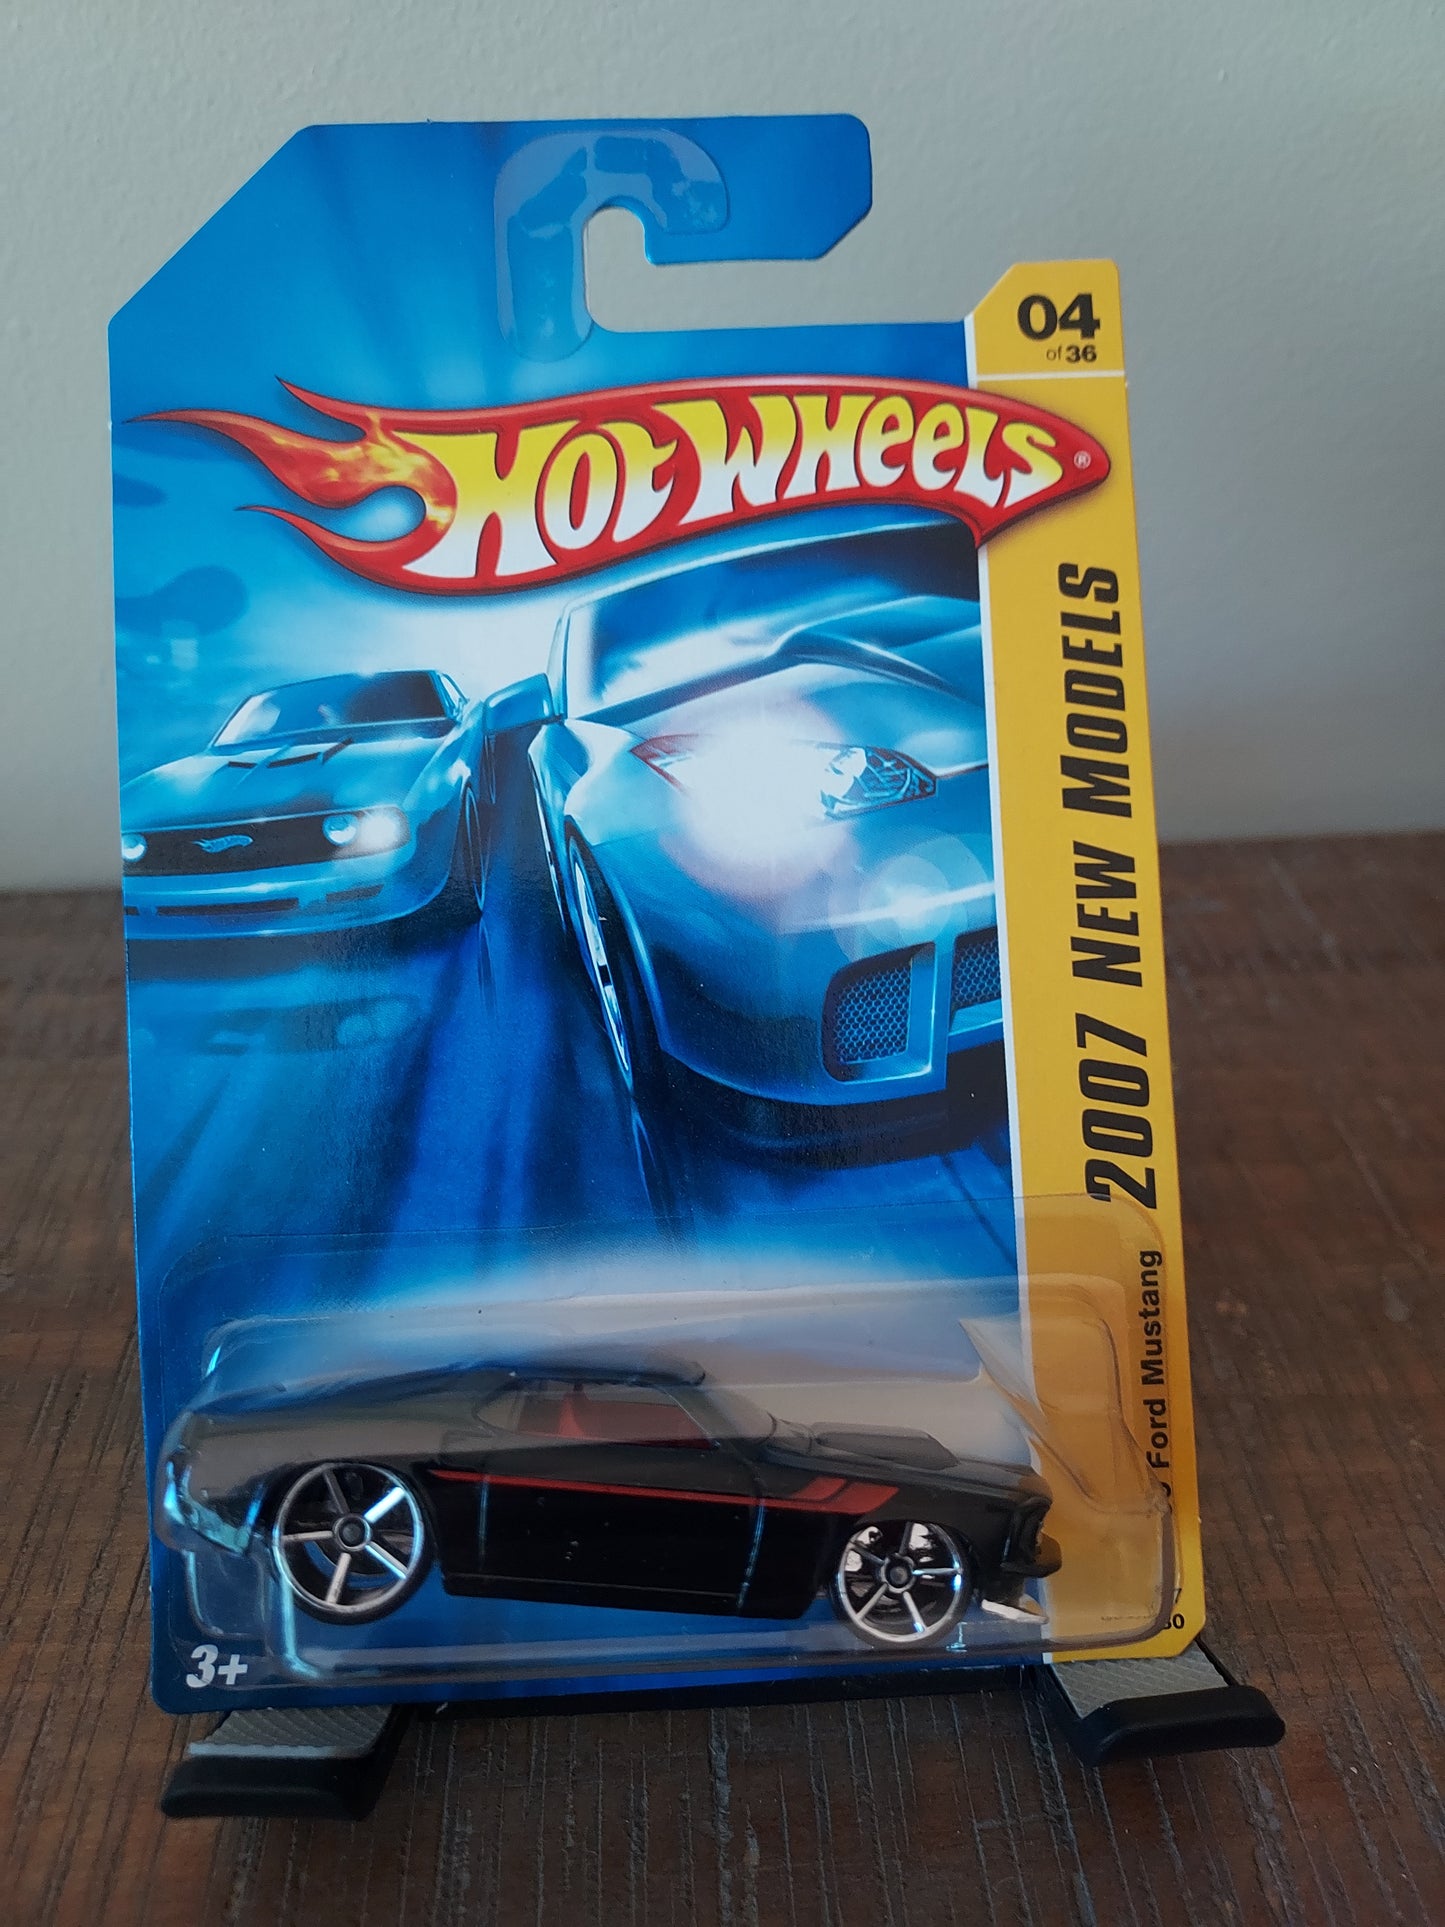 04
of 36
HOT WHEELS®
2007 NEW MODELS
Ford Mustang
3+